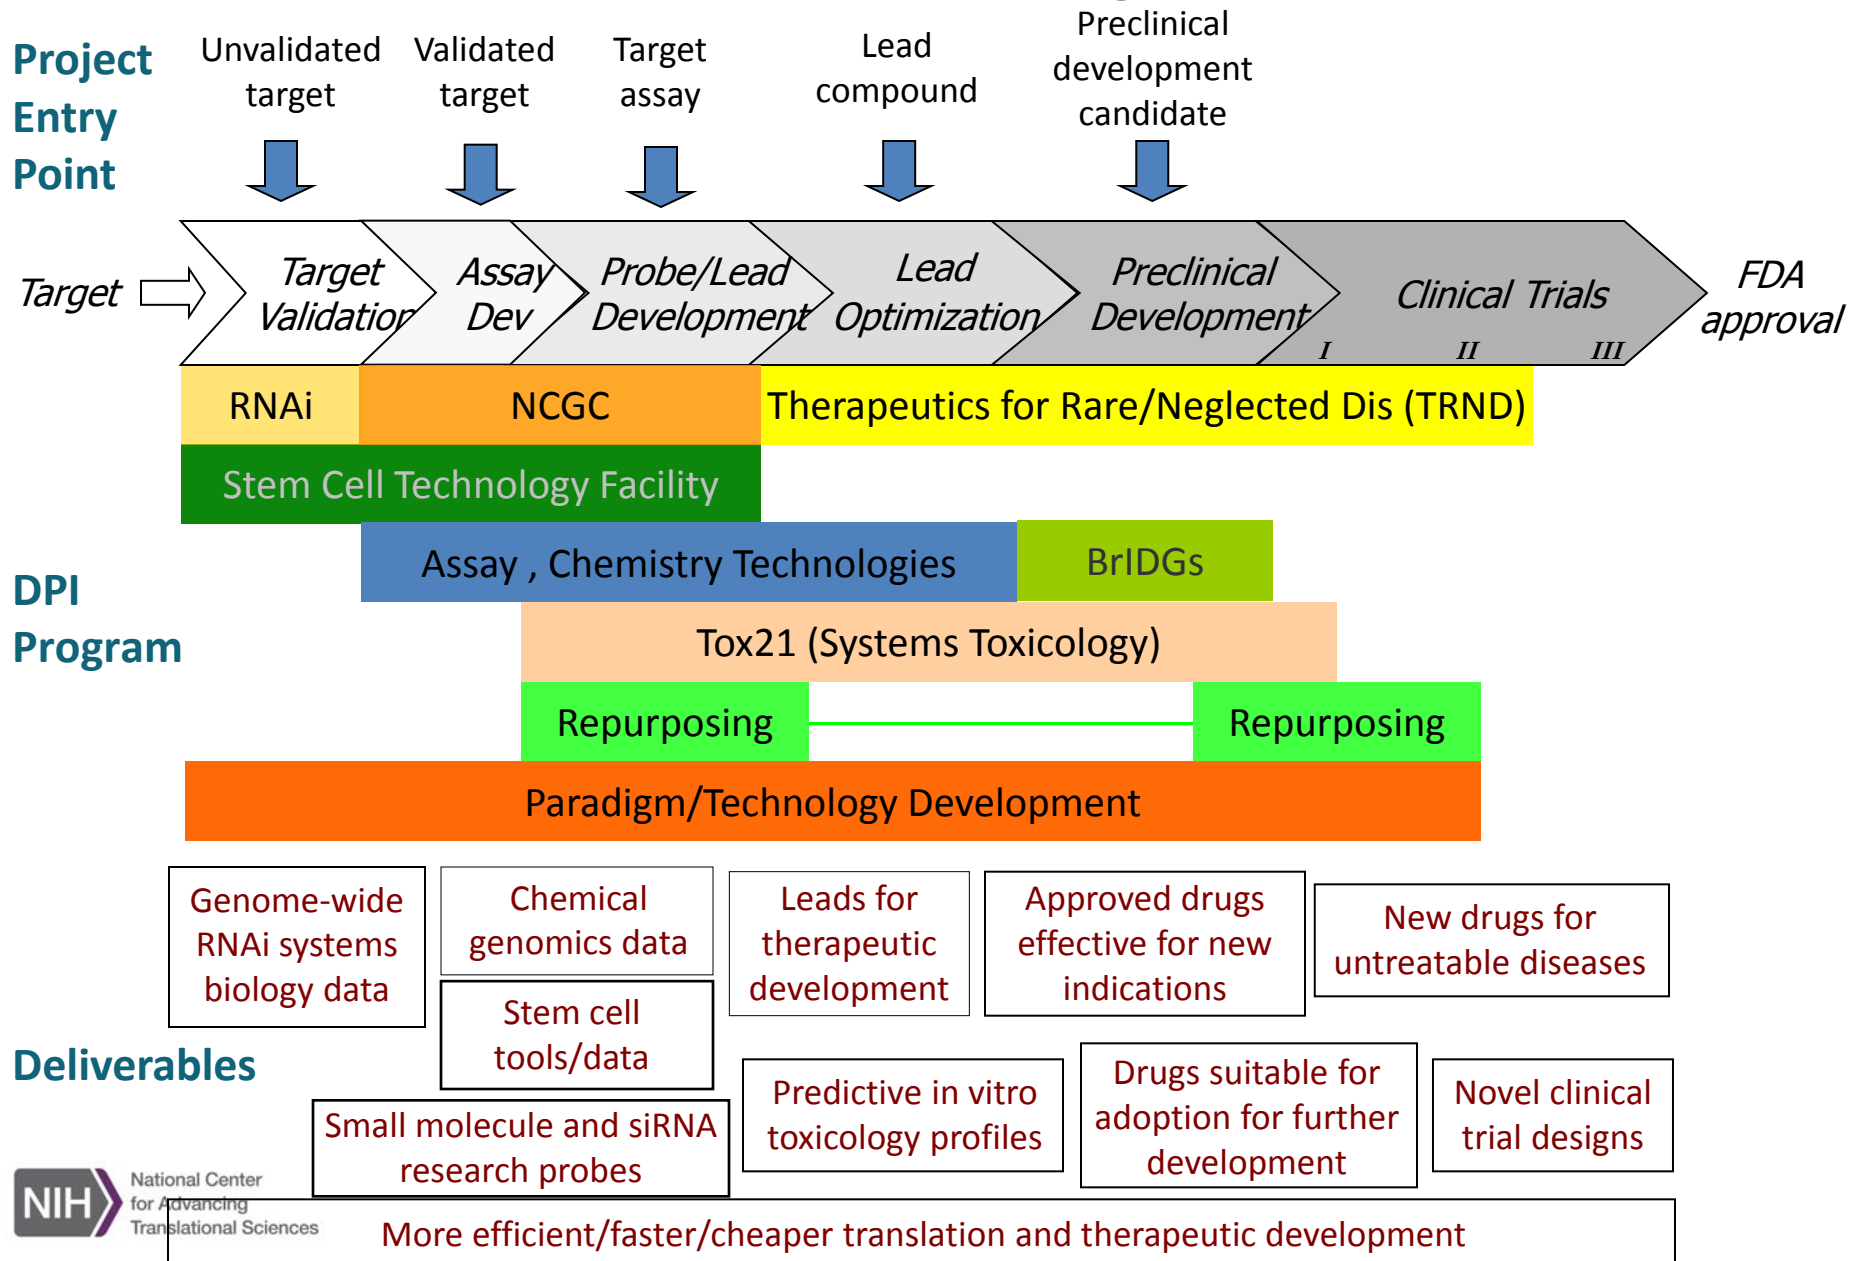 Project
Entry
Point
Unvalidated
target
Validated
target
Target
assay
Lead
compound
Preclinical
development
candidate
Target
Target
Validation
Assay
Dev
Probe/Lead
Development
Lead
Optimization
Preclinical
Development
Clinical Trials
I II III
FDA
approval
RNAi
NCGC
Therapeutics for Rare/Neglected Dis (TRND)
Stem Cell Technology Facility
Assay , Chemistry Technologies
BrIDGs
DPI
Program
Tox21 (Systems Toxicology)
Repurposing
Repurposing
Paradigm/Technology Development
Deliverables
Genome-wide
RNAi systems
biology data
Chemical
genomics data
Leads for
therapeutic
development
Approved drugs
effective for new
indications
New drugs for
untreatable diseases
Stem cell
tools/data
Small molecule and siRNA
research probes
Predictive in vitro
toxicology profiles
Drugs suitable for
adoption for further
development
Novel clinical
trial designs
NIH
National Center
for Advancing
Translational Sciences
More efficient/faster/cheaper translation and therapeutic development